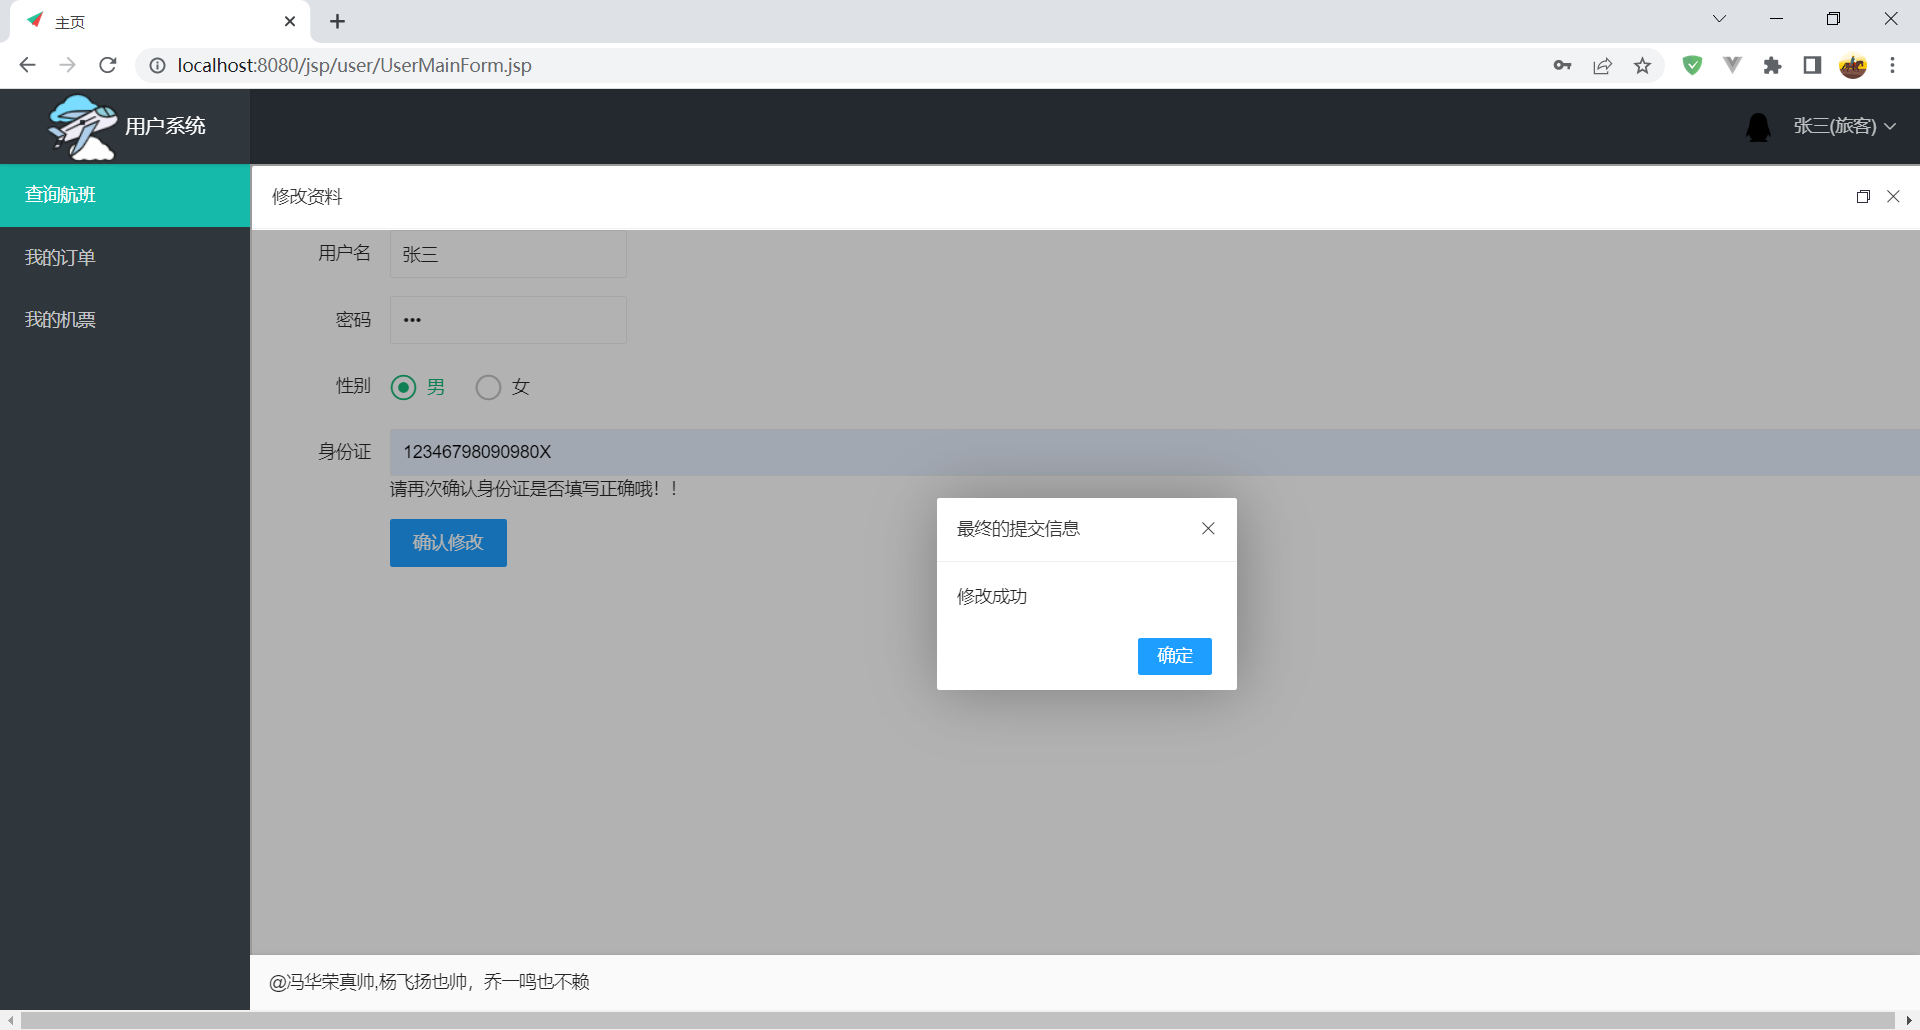 主页
localhost:8080/jsp/user/UserMainForm.jsp
用户系统
张三(旅客)
查询航班
我的订单
我的机票
修改资料
用户名
张三
密码
•••
性别
男
女
身份证
12346798090980X
请再次确认身份证是否填写正确哦！！
确认修改
最终的提交信息
修改成功
确定
@冯华荣真帅,杨飞扬也帅，乔一鸣也不赖